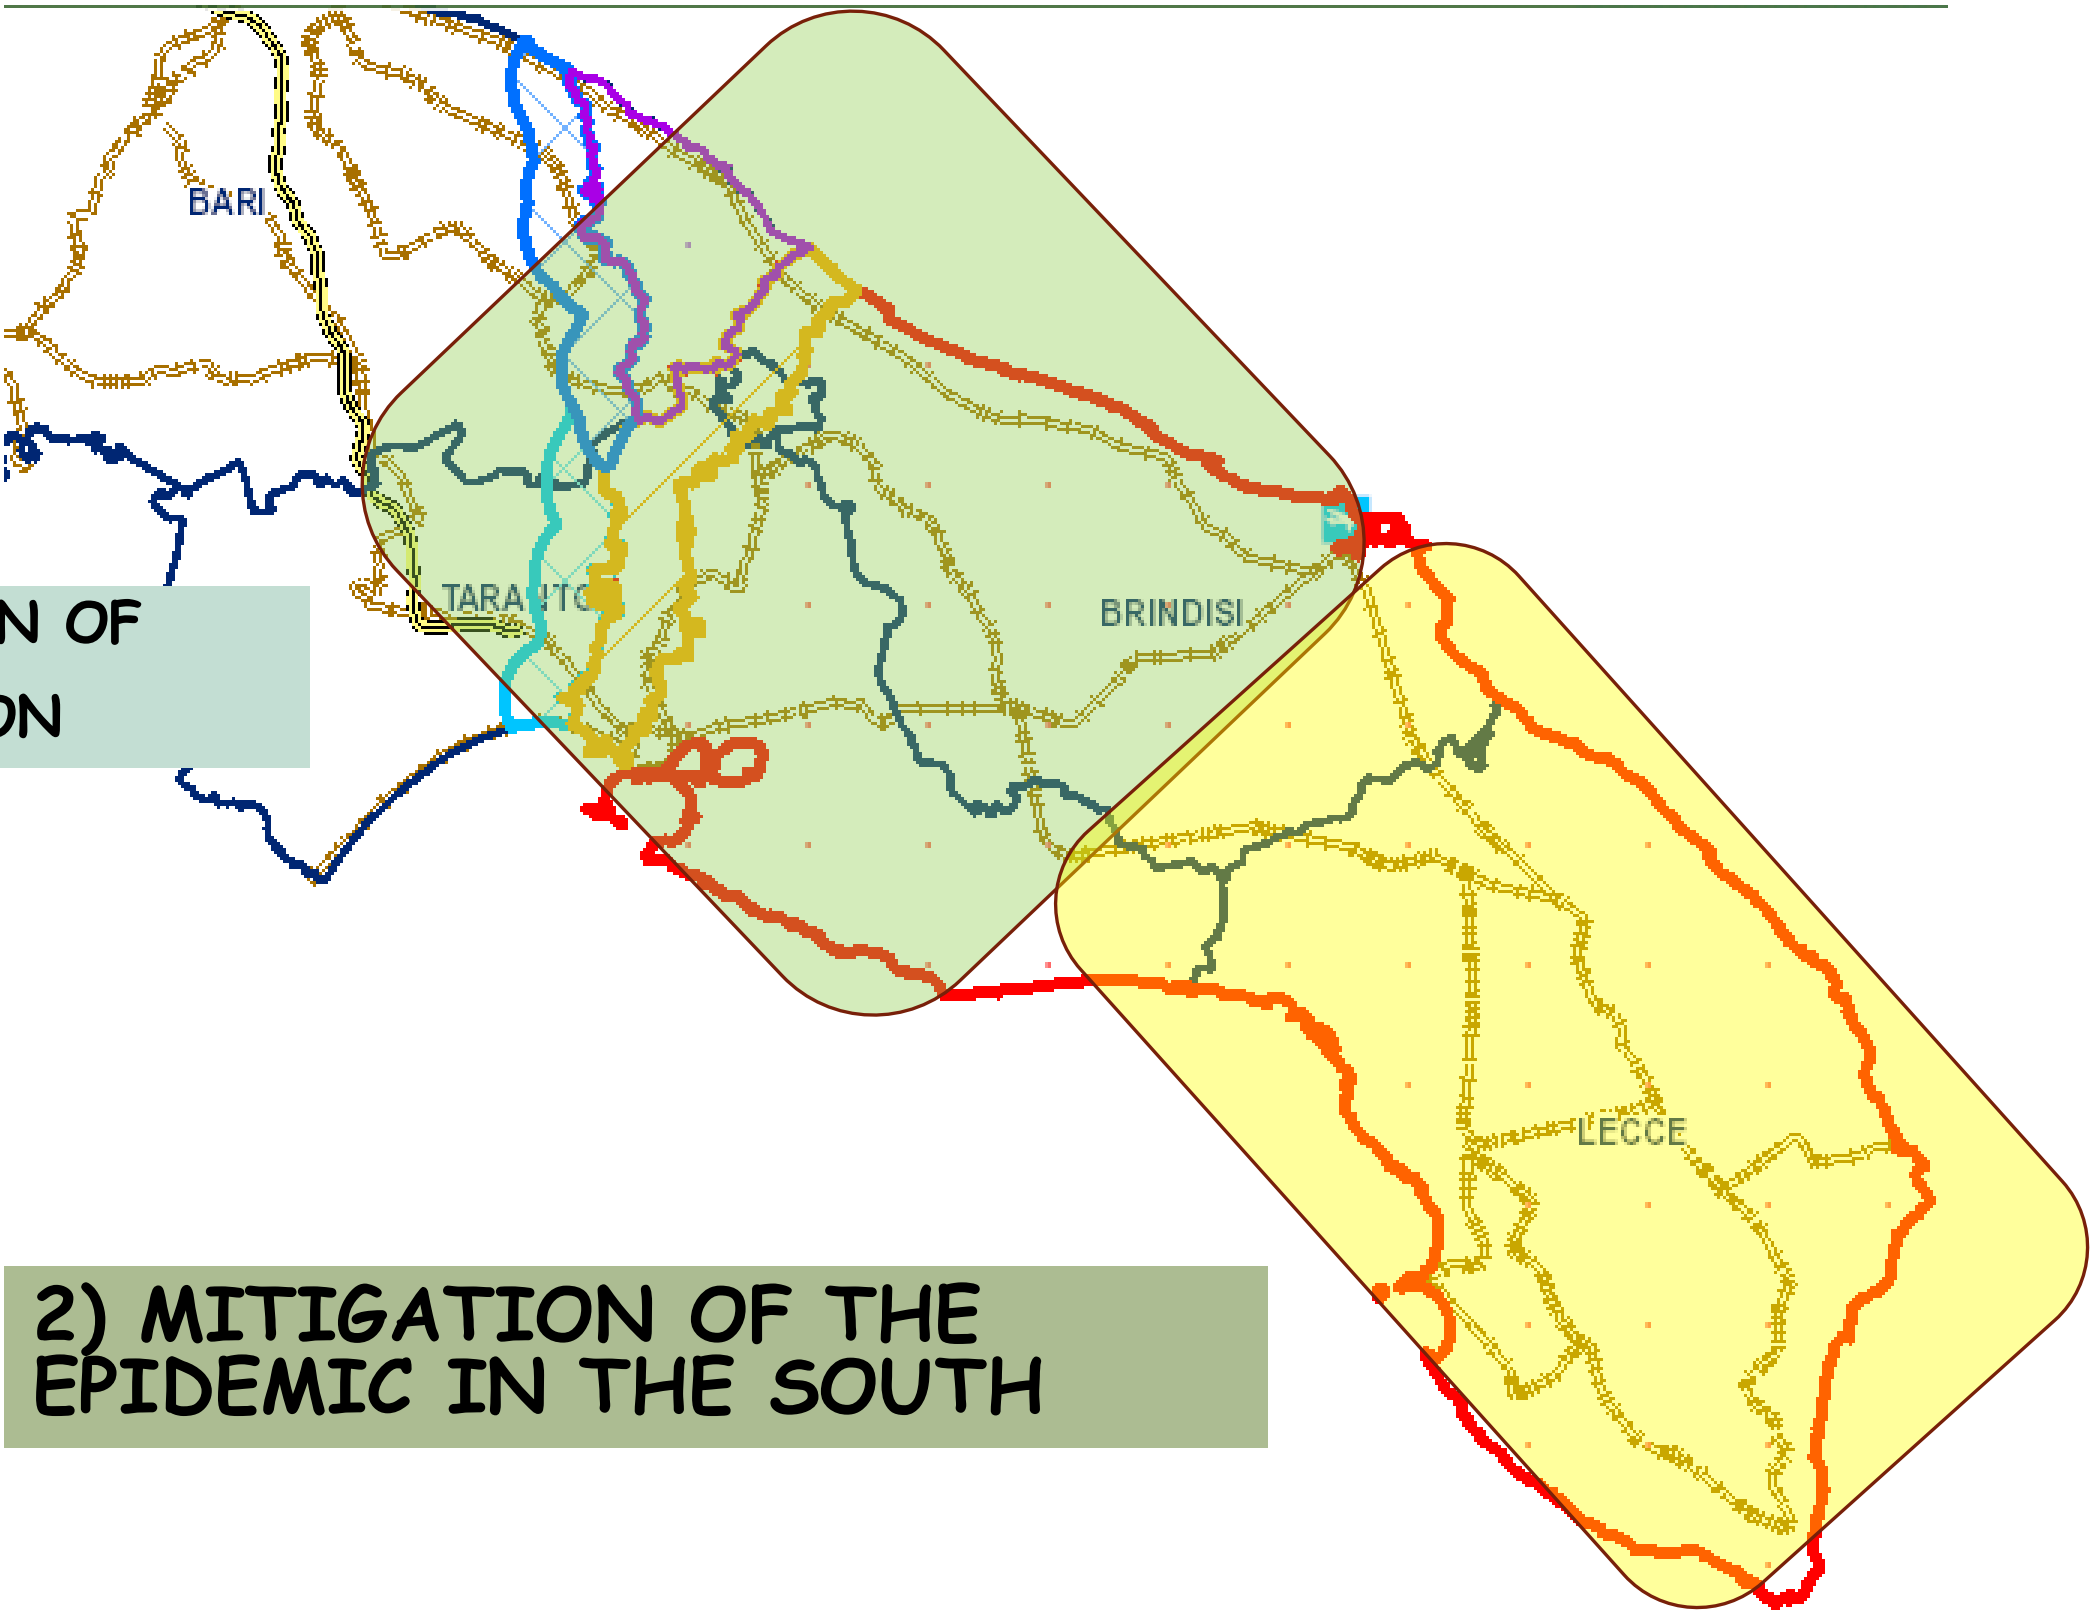 BARI
TARANTO
BRINDISI
N OF
ON
LECCE
2) MITIGATION OF THE
EPIDEMIC IN THE SOUTH